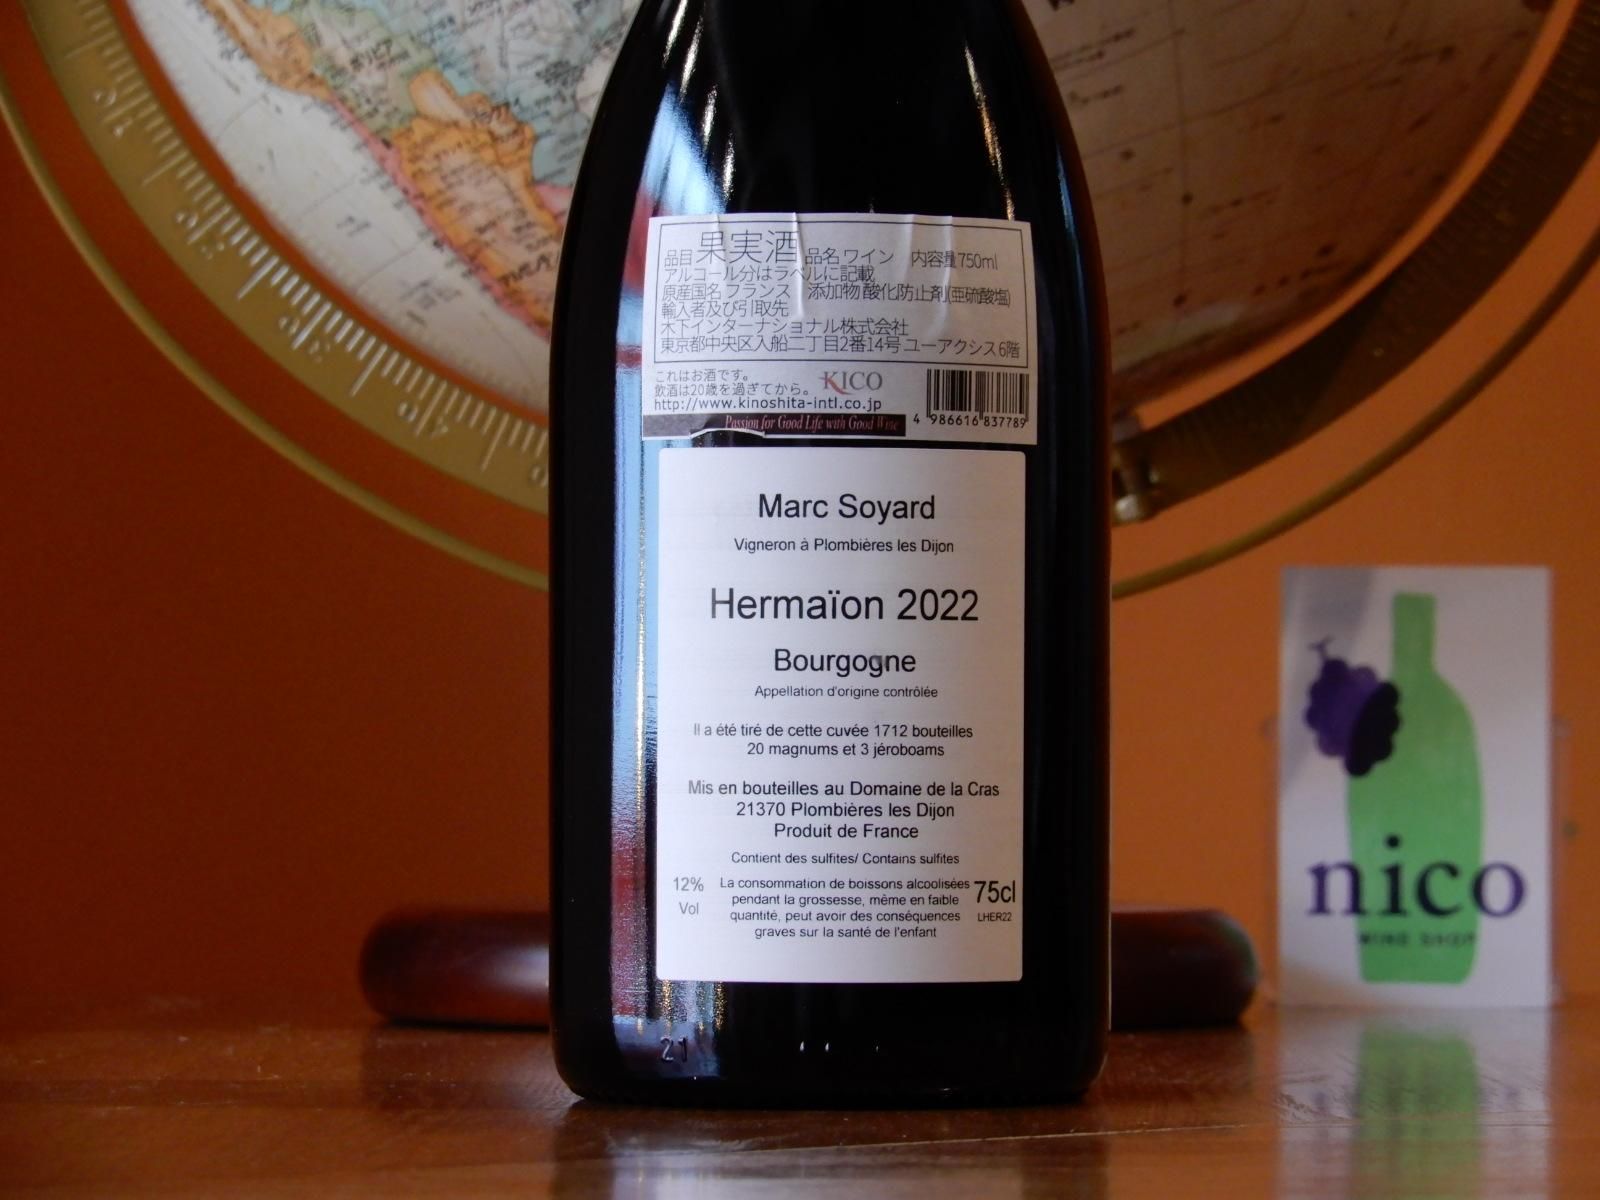 品目 果実酒 品名 ワイン 内容量 750ml
アルコール分はラベルに記載
原産国名 フランス 添加物 酸化防止剤(亜硫酸塩)
輸入者及び引取先
木下インターナショナル株式会社
東京都中央区入船二丁目2番14号 ユーアクシス6階
これはお酒です。
飲酒は20歳を過ぎてから。
KICO
http://www.kinoshita-intl.co.jp
Passion for Good Life with Good Wine
4 986616 837789
Marc Soyard
Vigneron à Plombières les Dijon
Hermaïon 2022
Bourgogne
Appellation d'origine contrôlée
Il a été tiré de cette cuvée 1712 bouteilles
20 magnums et 3 jéroboams
Mis en bouteilles au Domaine de la Cras
21370 Plombières les Dijon
Produit de France
Contient des sulfites/ Contains sulfites
12%
Vol
La consommation de boissons alcoolisées
pendant la grossesse, même en faible
quantité, peut avoir des conséquences
graves sur la santé de l'enfant
75cl
LHER22
21
nico
WINE SHOP